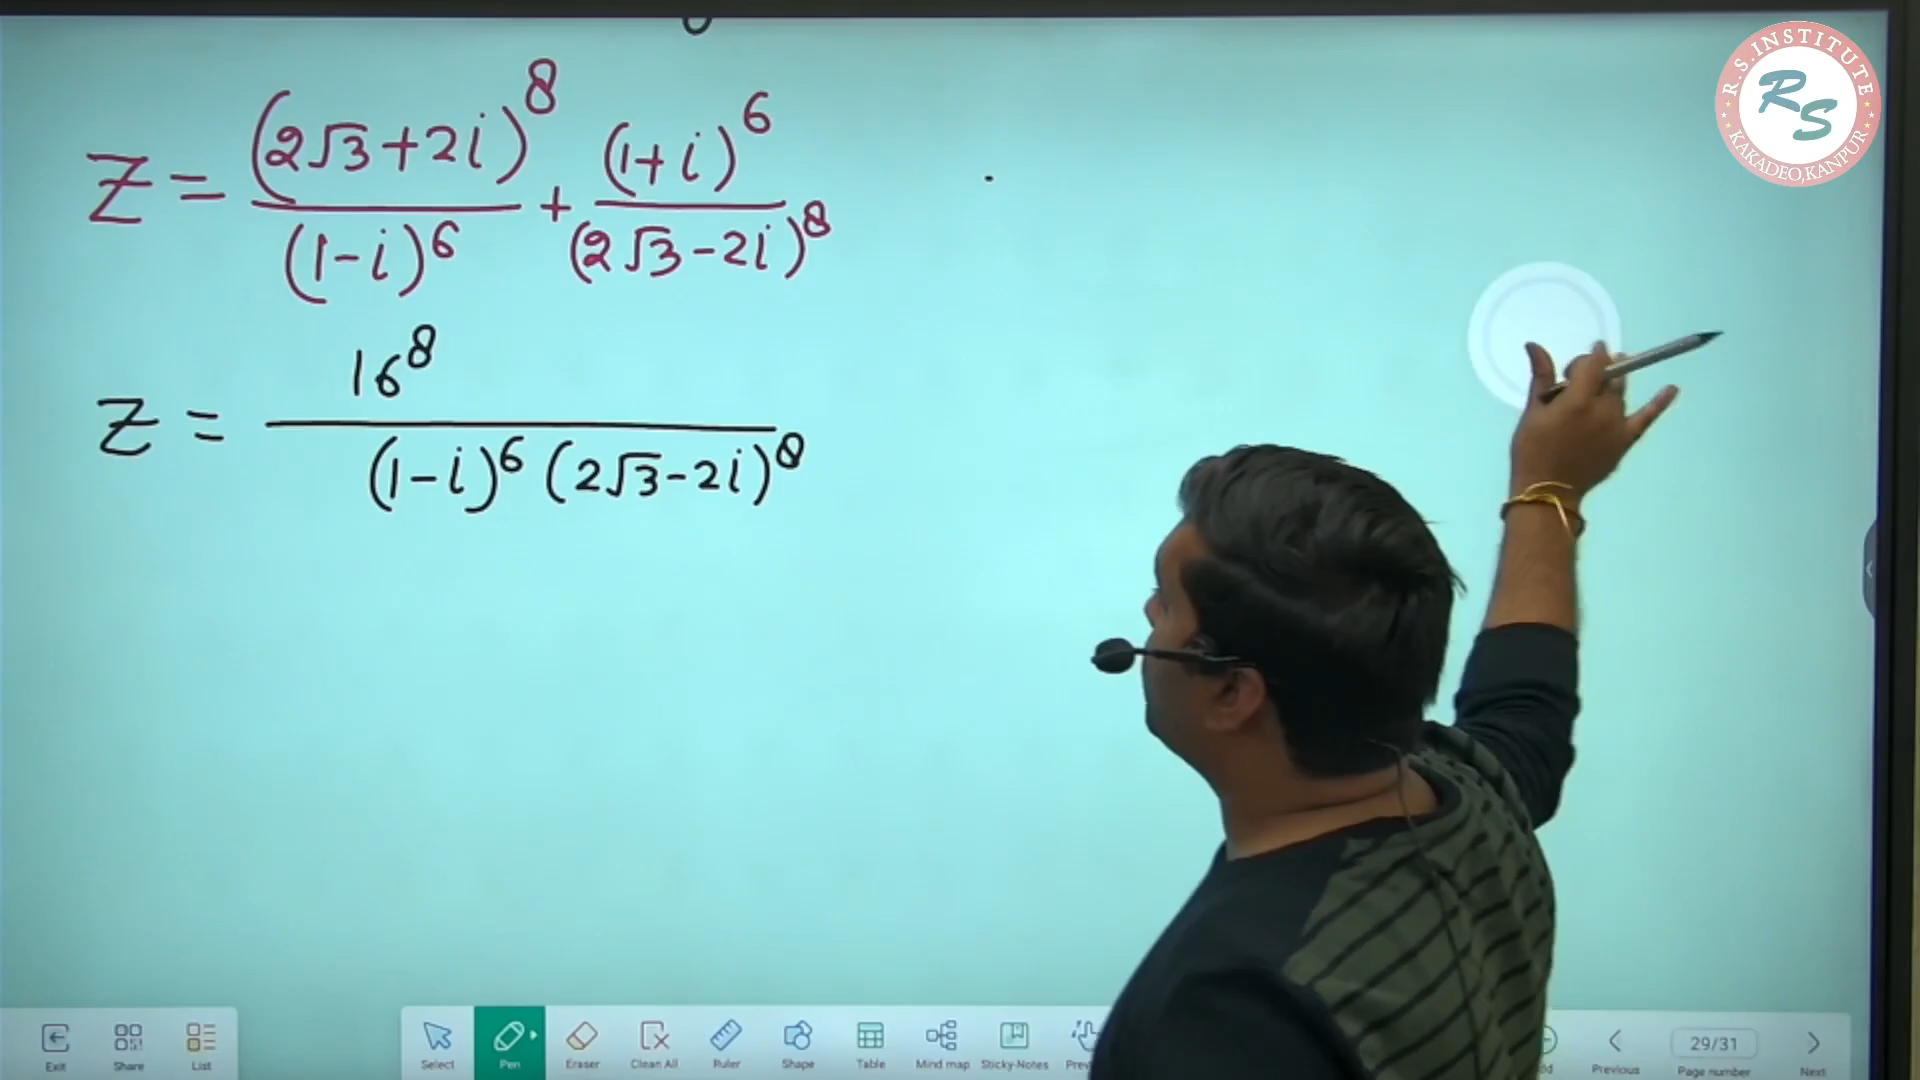 R.S. INSTITUTE
RS
KAKADEO, KANPUR
Z = (2√3+2i)^8 / (1-i)^6 + (1+i)^6 / (2√3-2i)^8
Z = 16^8 / (1-i)^6 (2√3-2i)^8
Exit Share List Select Pen Eraser Clean All Ruler Shape Table Mind map Sticky-Notes Previous 29/31 Page number Next